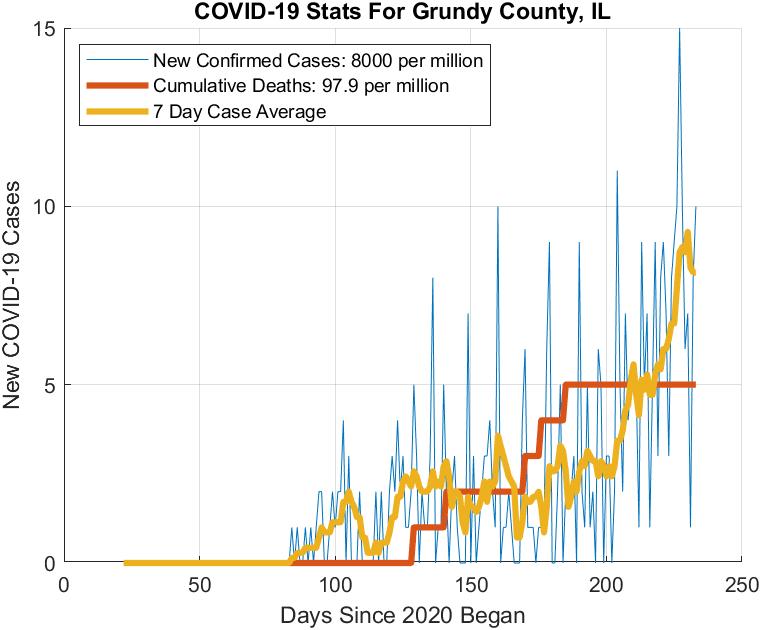 COVID-19 Stats For Grundy County, IL
New Confirmed Cases: 8000 per million
Cumulative Deaths: 97.9 per million
7 Day Case Average
New COVID-19 Cases
15
10
5
0
0 50 100 150 200 250
Days Since 2020 Began